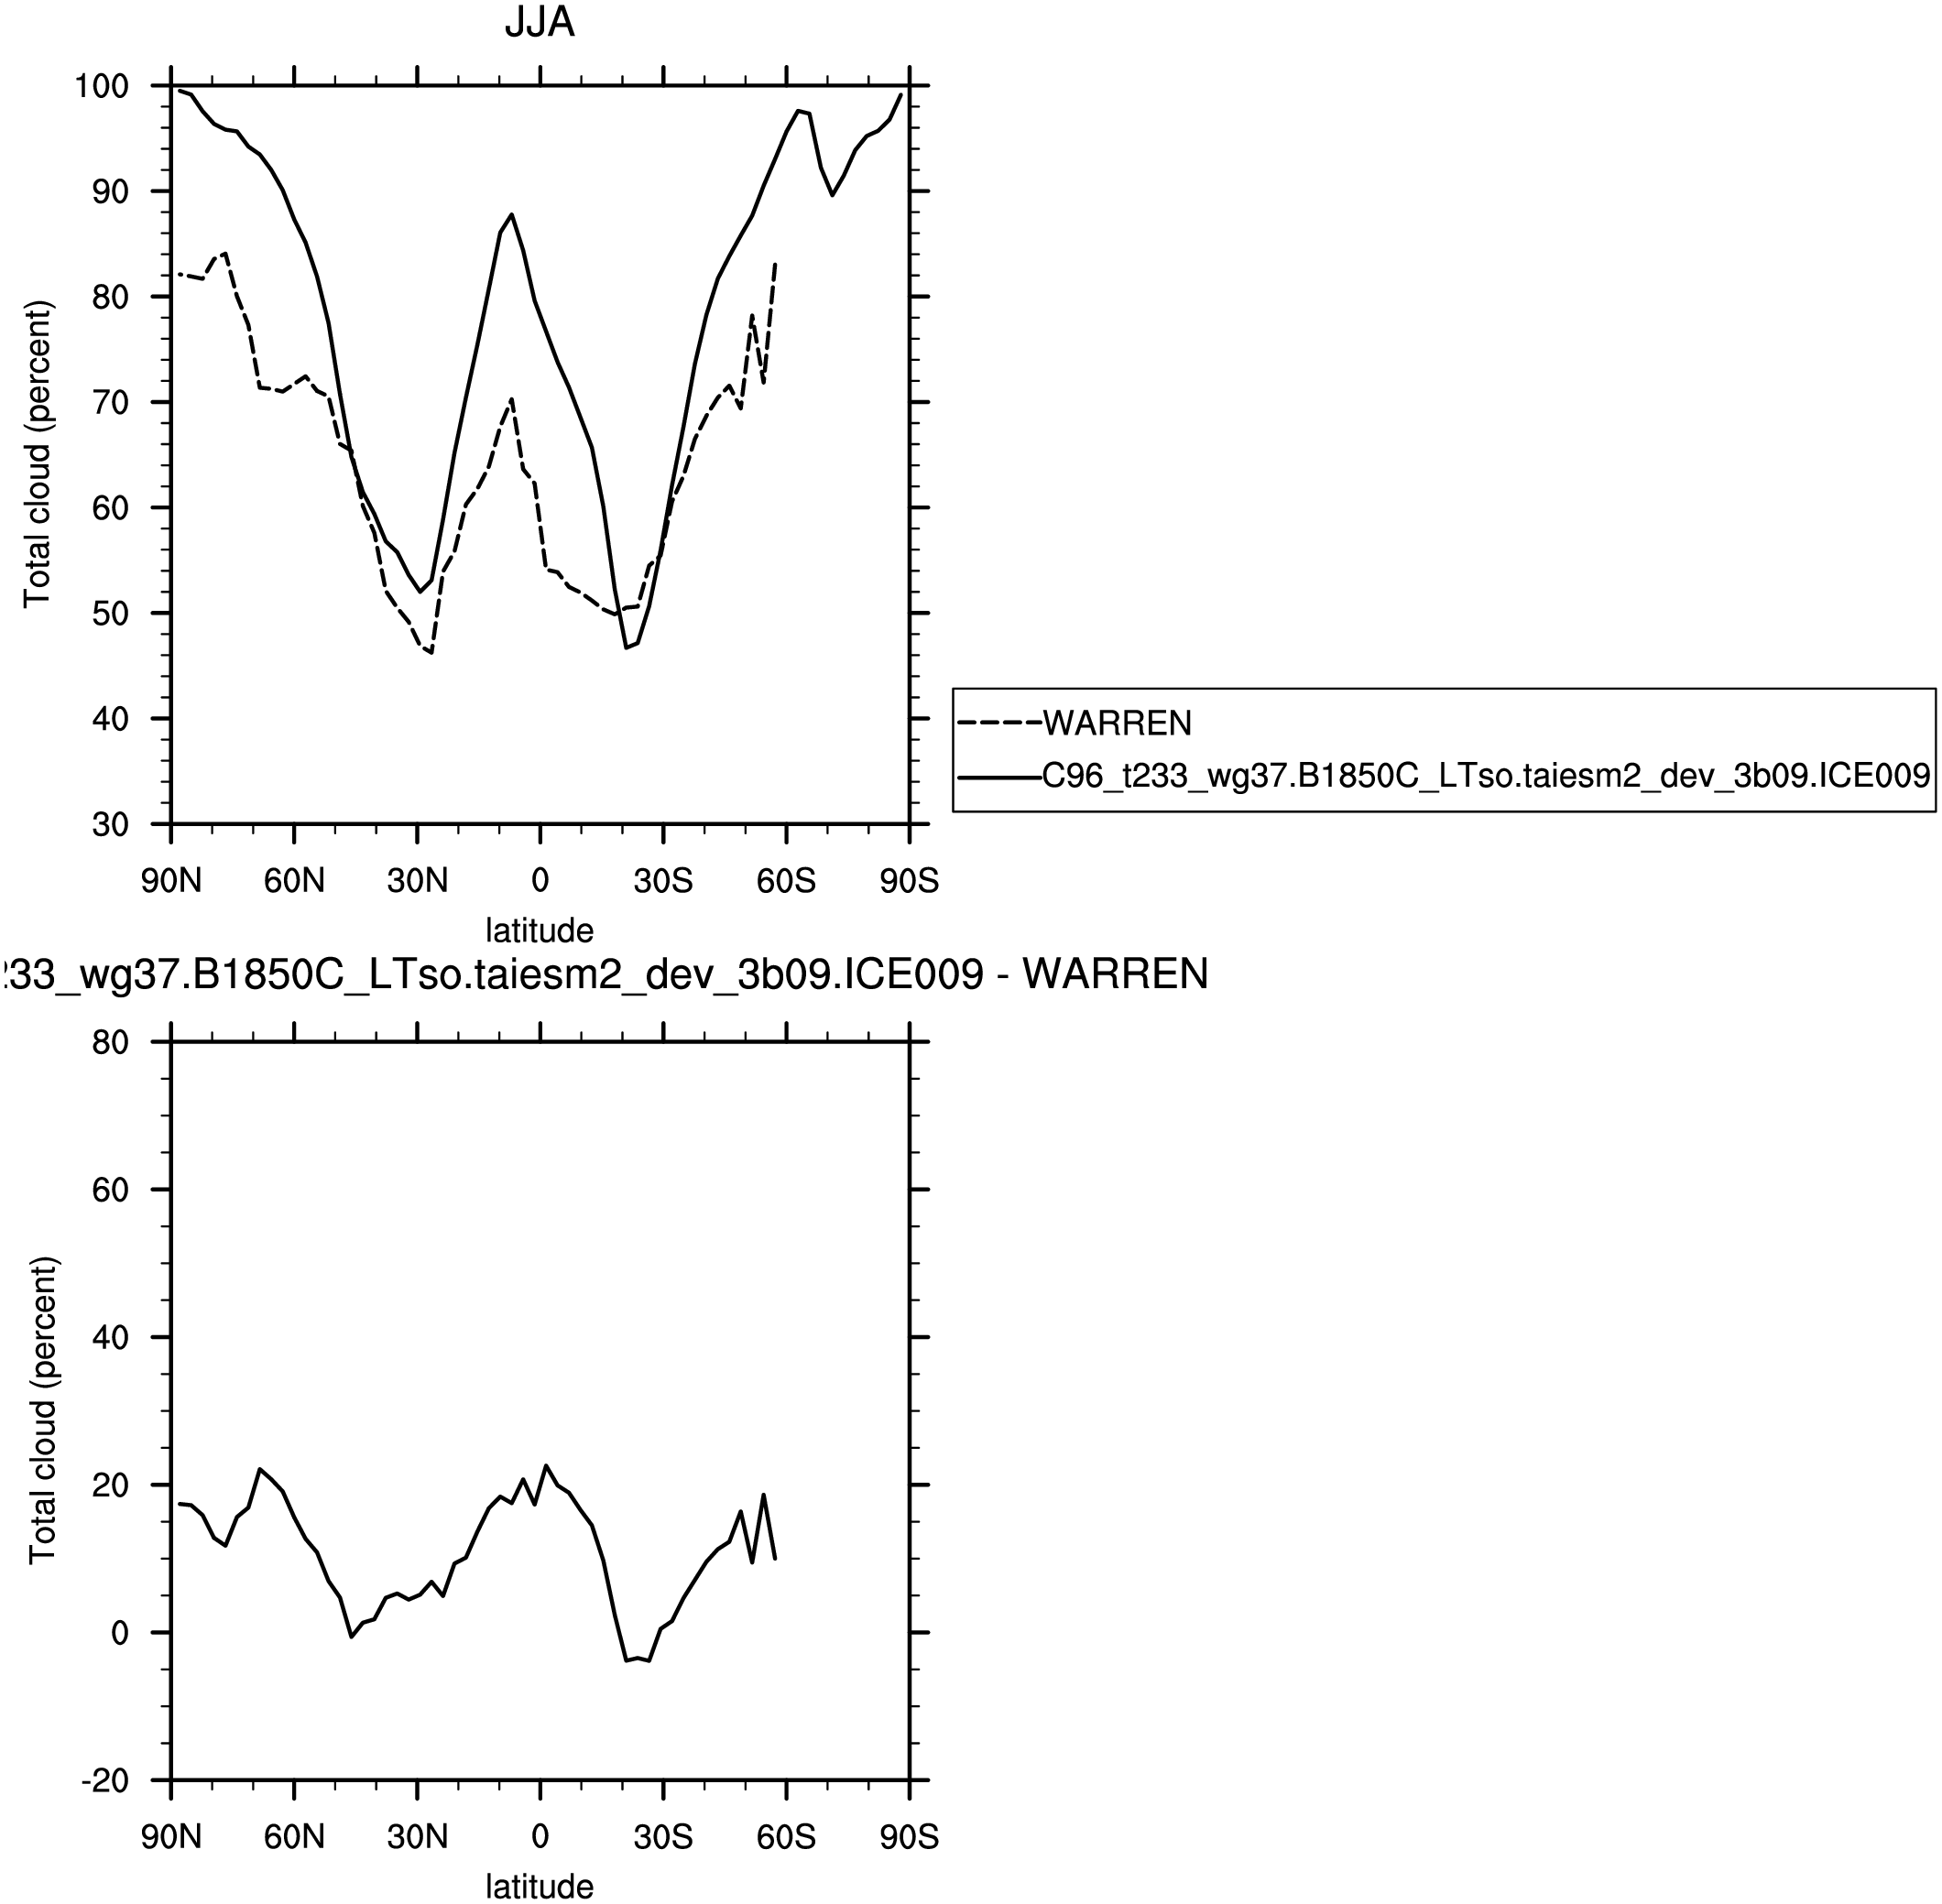 JJA
100
90
80
70
60
50
40
30
Total cloud (percent)
90N 60N 30N 0 30S 60S 90S
latitude
WARREN
C96_t233_wg37.B1850C_LTso.taiesm2_dev_3b09.ICE009
33_wg37.B1850C_LTso.taiesm2_dev_3b09.ICE009 - WARREN
80
60
40
20
0
-20
Total cloud (percent)
90N 60N 30N 0 30S 60S 90S
latitude